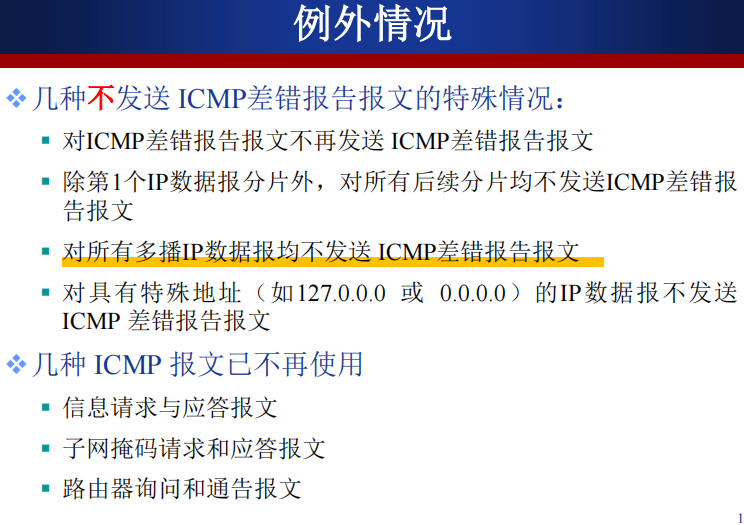 例外情况
几种不发送 ICMP差错报告报文的特殊情况：
对ICMP差错报告报文不再发送 ICMP差错报告报文
除第1个IP数据报分片外，对所有后续分片均不发送ICMP差错报
告报文
对所有多播IP数据报均不发送 ICMP差错报告报文
对具有特殊地址（如127.0.0.0 或 0.0.0.0）的IP数据报不发送
ICMP 差错报告报文
几种 ICMP 报文已不再使用
信息请求与应答报文
子网掩码请求和应答报文
路由器询问和通告报文
1